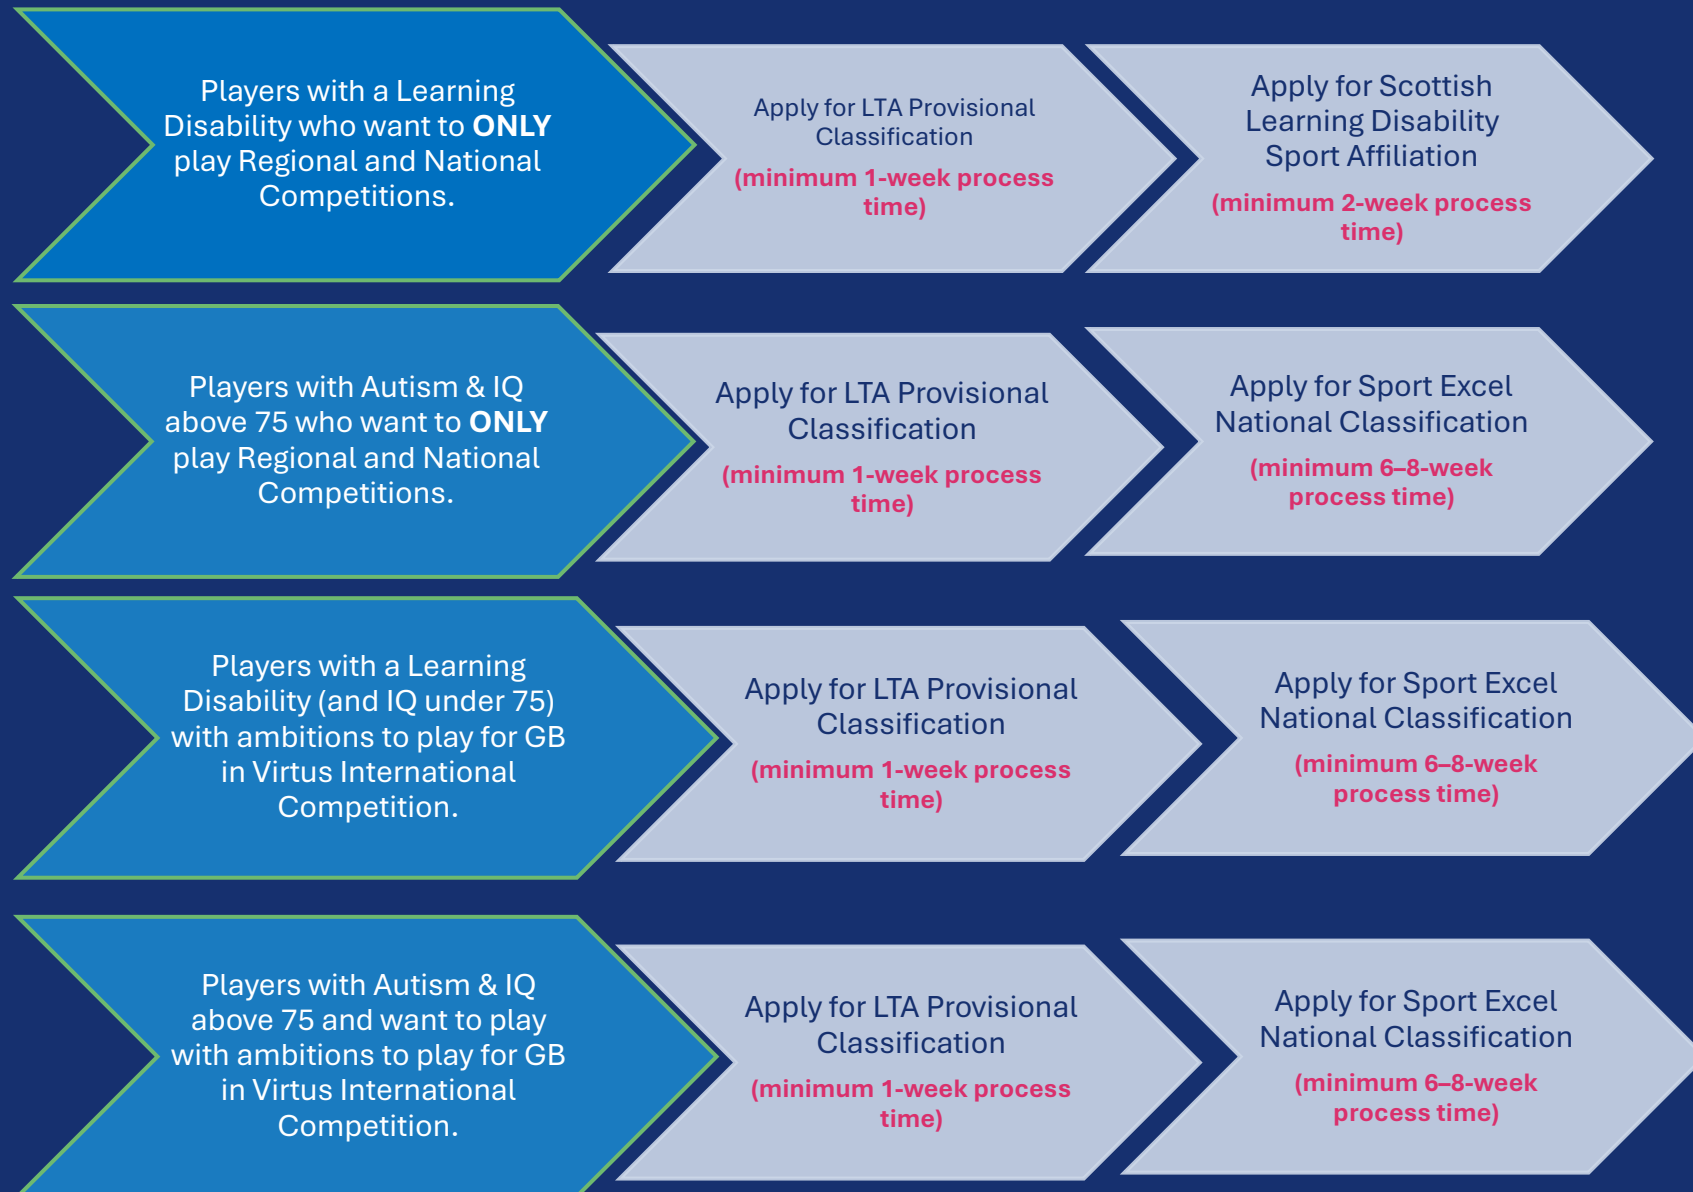 Players with a Learning
Disability who want to ONLY
play Regional and National
Competitions.
Apply for LTA Provisional
Classification
(minimum 1-week process
time)
Apply for Scottish
Learning Disability
Sport Affiliation
(minimum 2-week process
time)
Players with Autism & IQ
above 75 who want to ONLY
play Regional and National
Competitions.
Apply for LTA Provisional
Classification
(minimum 1-week process
time)
Apply for Sport Excel
National Classification
(minimum 6–8-week
process time)
Players with a Learning
Disability (and IQ under 75)
with ambitions to play for GB
in Virtus International
Competition.
Apply for LTA Provisional
Classification
(minimum 1-week process
time)
Apply for Sport Excel
National Classification
(minimum 6–8-week
process time)
Players with Autism & IQ
above 75 and want to play
with ambitions to play for GB
in Virtus International
Competition.
Apply for LTA Provisional
Classification
(minimum 1-week process
time)
Apply for Sport Excel
National Classification
(minimum 6–8-week
process time)